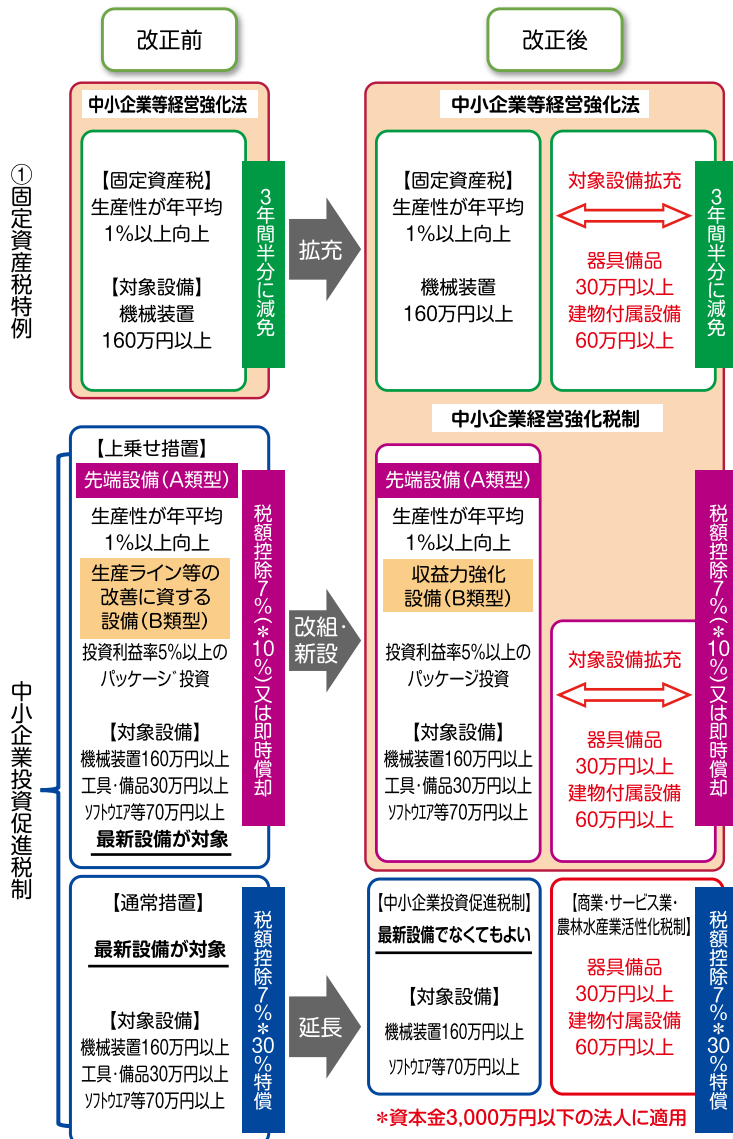 改正前
改正後
①固定資産税特例
中小企業等経営強化法
【固定資産税】
生産性が年平均
1%以上向上
【対象設備】
機械装置
160万円以上
3年間半分に減免
拡充
中小企業等経営強化法
【固定資産税】
生産性が年平均
1%以上向上
機械装置
160万円以上
対象設備拡充
器具備品
30万円以上
建物付属設備
60万円以上
3年間半分に減免
中小企業経営強化税制
中小企業投資促進税制
【上乗せ措置】
先端設備(A類型)
生産性が年平均
1%以上向上
生産ライン等の
改善に資する
設備(B類型)
投資利益率5%以上の
パッケージ投資
【対象設備】
機械装置160万円以上
工具・備品30万円以上
ソフトウエア等70万円以上
最新設備が対象
税額控除7%(*10%)又は即時償却
改組・
新設
先端設備(A類型)
生産性が年平均
1%以上向上
収益力強化
設備(B類型)
投資利益率5%以上の
パッケージ投資
【対象設備】
機械装置160万円以上
工具・備品30万円以上
ソフトウエア等70万円以上
対象設備拡充
器具備品
30万円以上
建物付属設備
60万円以上
税額控除7%(*10%)又は即時償却
【通常措置】
最新設備が対象
【対象設備】
機械装置160万円以上
工具・備品30万円以上
ソフトウエア等70万円以上
税額控除7%*30%特償
延長
【中小企業投資促進税制】
最新設備でなくてもよい
【対象設備】
機械装置160万円以上
ソフトウエア等70万円以上
【商業・サービス業・
農林水産業活性化税制】
器具備品
30万円以上
建物付属設備
60万円以上
税額控除7%*30%特償
*資本金3,000万円以下の法人に適用